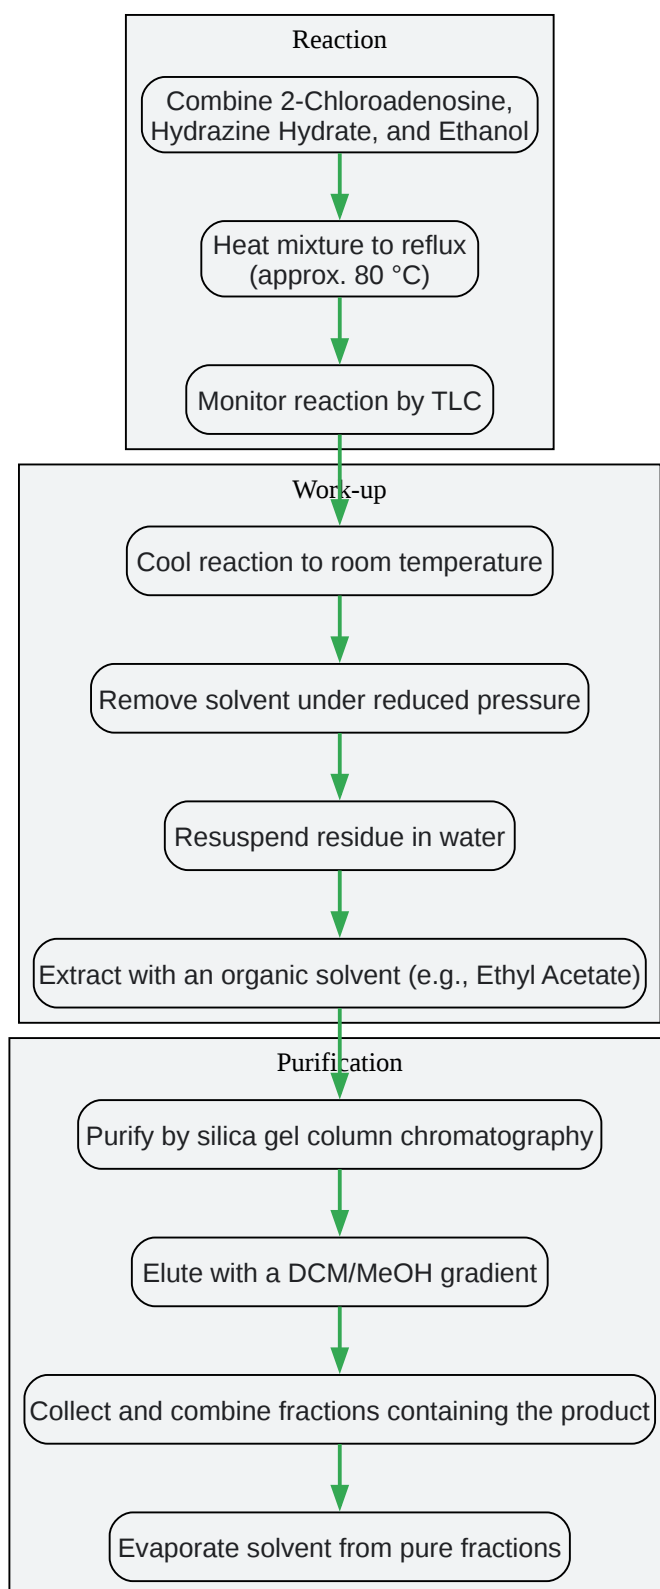 Reaction
Combine 2-Chloroadenosine,
Hydrazine Hydrate, and Ethanol
Heat mixture to reflux
(approx. 80 °C)
Monitor reaction by TLC
Work-up
Cool reaction to room temperature
Remove solvent under reduced pressure
Resuspend residue in water
Extract with an organic solvent (e.g., Ethyl Acetate)
Purification
Purify by silica gel column chromatography
Elute with a DCM/MeOH gradient
Collect and combine fractions containing the product
Evaporate solvent from pure fractions